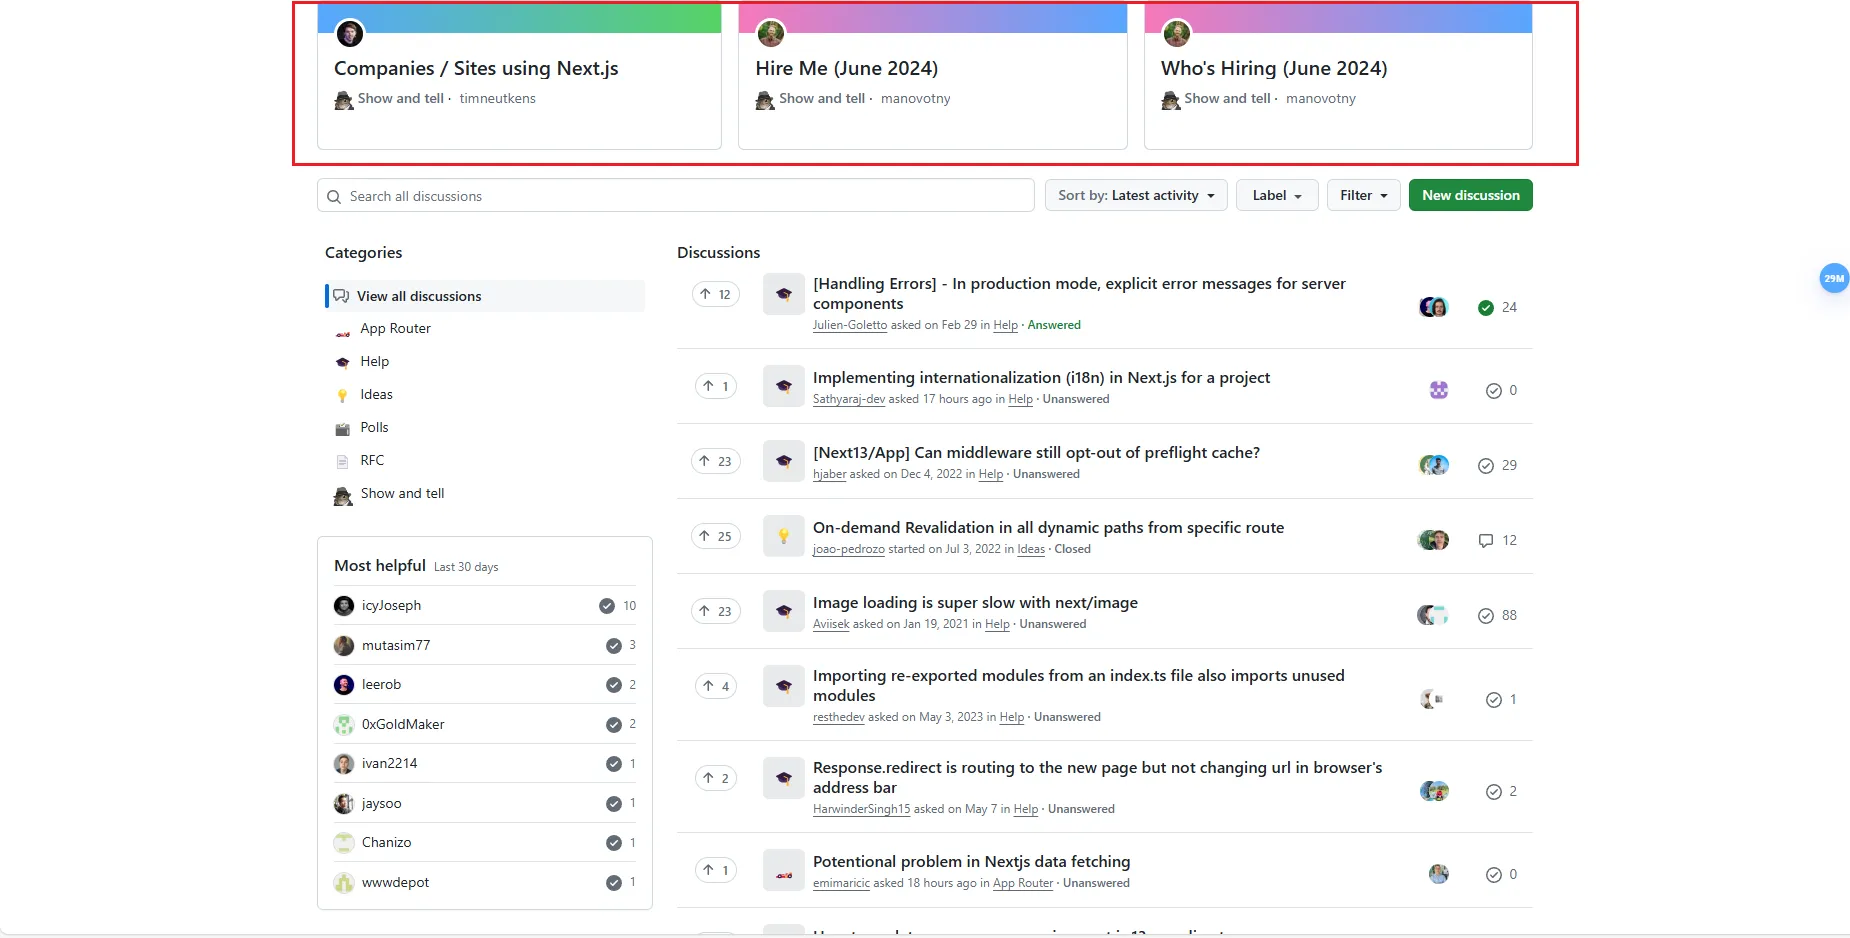 Companies / Sites using Next.js
Show and tell · timneutkens
Hire Me (June 2024)
Show and tell · manovotny
Who's Hiring (June 2024)
Show and tell · manovotny
Search all discussions
Sort by: Latest activity
Label
Filter
New discussion
Categories
View all discussions
App Router
Help
Ideas
Polls
RFC
Show and tell
Most helpful Last 30 days
icyJoseph 10
mutasim77 3
leerob 2
0xGoldMaker 2
ivan2214 1
jaysoo 1
Chanizo 1
wwwdepot 1
Discussions
12
[Handling Errors] - In production mode, explicit error messages for server
components
Julien-Goletto asked on Feb 29 in Help · Answered
24
1
Implementing internationalization (i18n) in Next.js for a project
Sathyaraj-dev asked 17 hours ago in Help · Unanswered
0
23
[Next13/App] Can middleware still opt-out of preflight cache?
hjaber asked on Dec 4, 2022 in Help · Unanswered
29
25
On-demand Revalidation in all dynamic paths from specific route
joao-pedrozo started on Jul 3, 2022 in Ideas · Closed
12
23
Image loading is super slow with next/image
Aviisek asked on Jan 19, 2021 in Help · Unanswered
88
4
Importing re-exported modules from an index.ts file also imports unused
modules
resthedev asked on May 3, 2023 in Help · Unanswered
1
2
Response.redirect is routing to the new page but not changing url in browser's
address bar
HarwinderSingh15 asked on May 7 in Help · Unanswered
2
1
Potentional problem in Nextjs data fetching
emimaricic asked 18 hours ago in App Router · Unanswered
0
29M